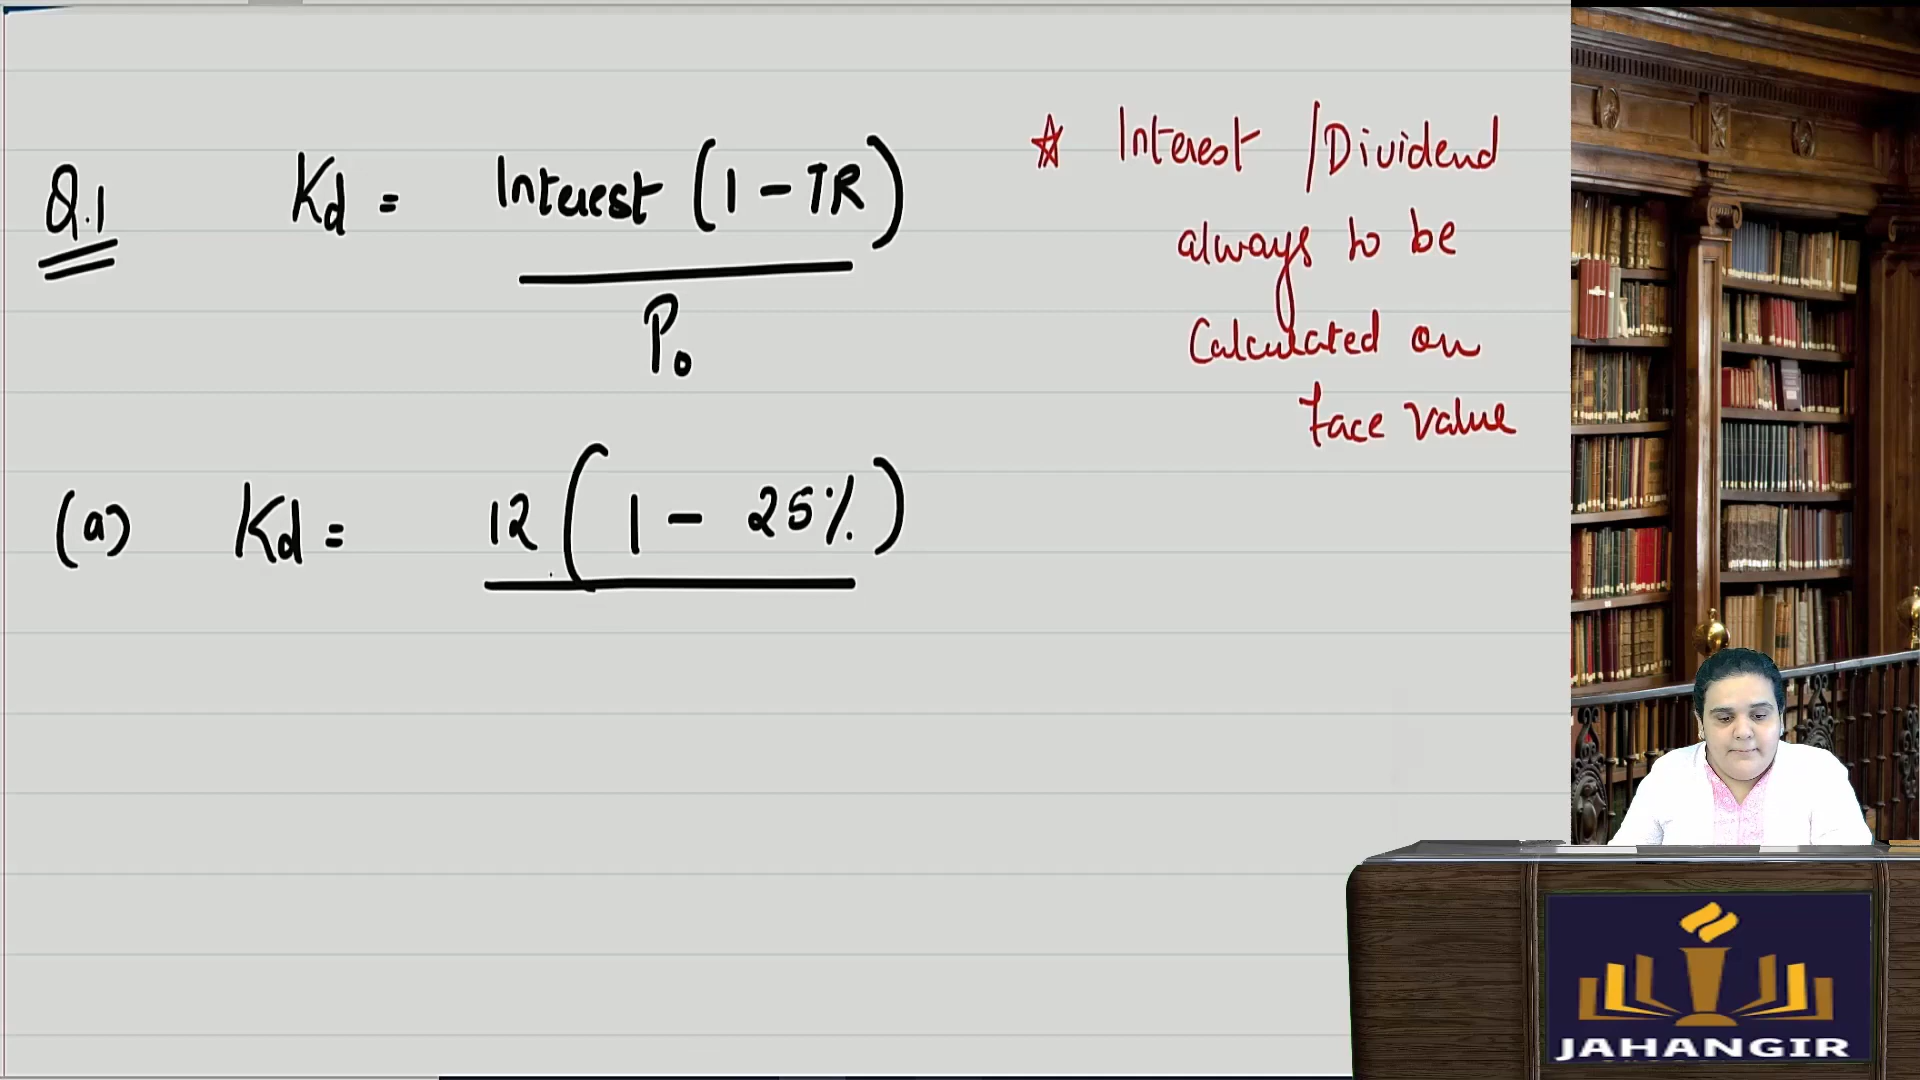 Q.1 Kd = Interest (1 - TR)
P₀
☆ Interest / Dividend
always to be
Calculated on
face value
(a) Kd = 12 (1 - 25%)
JAHANGIR